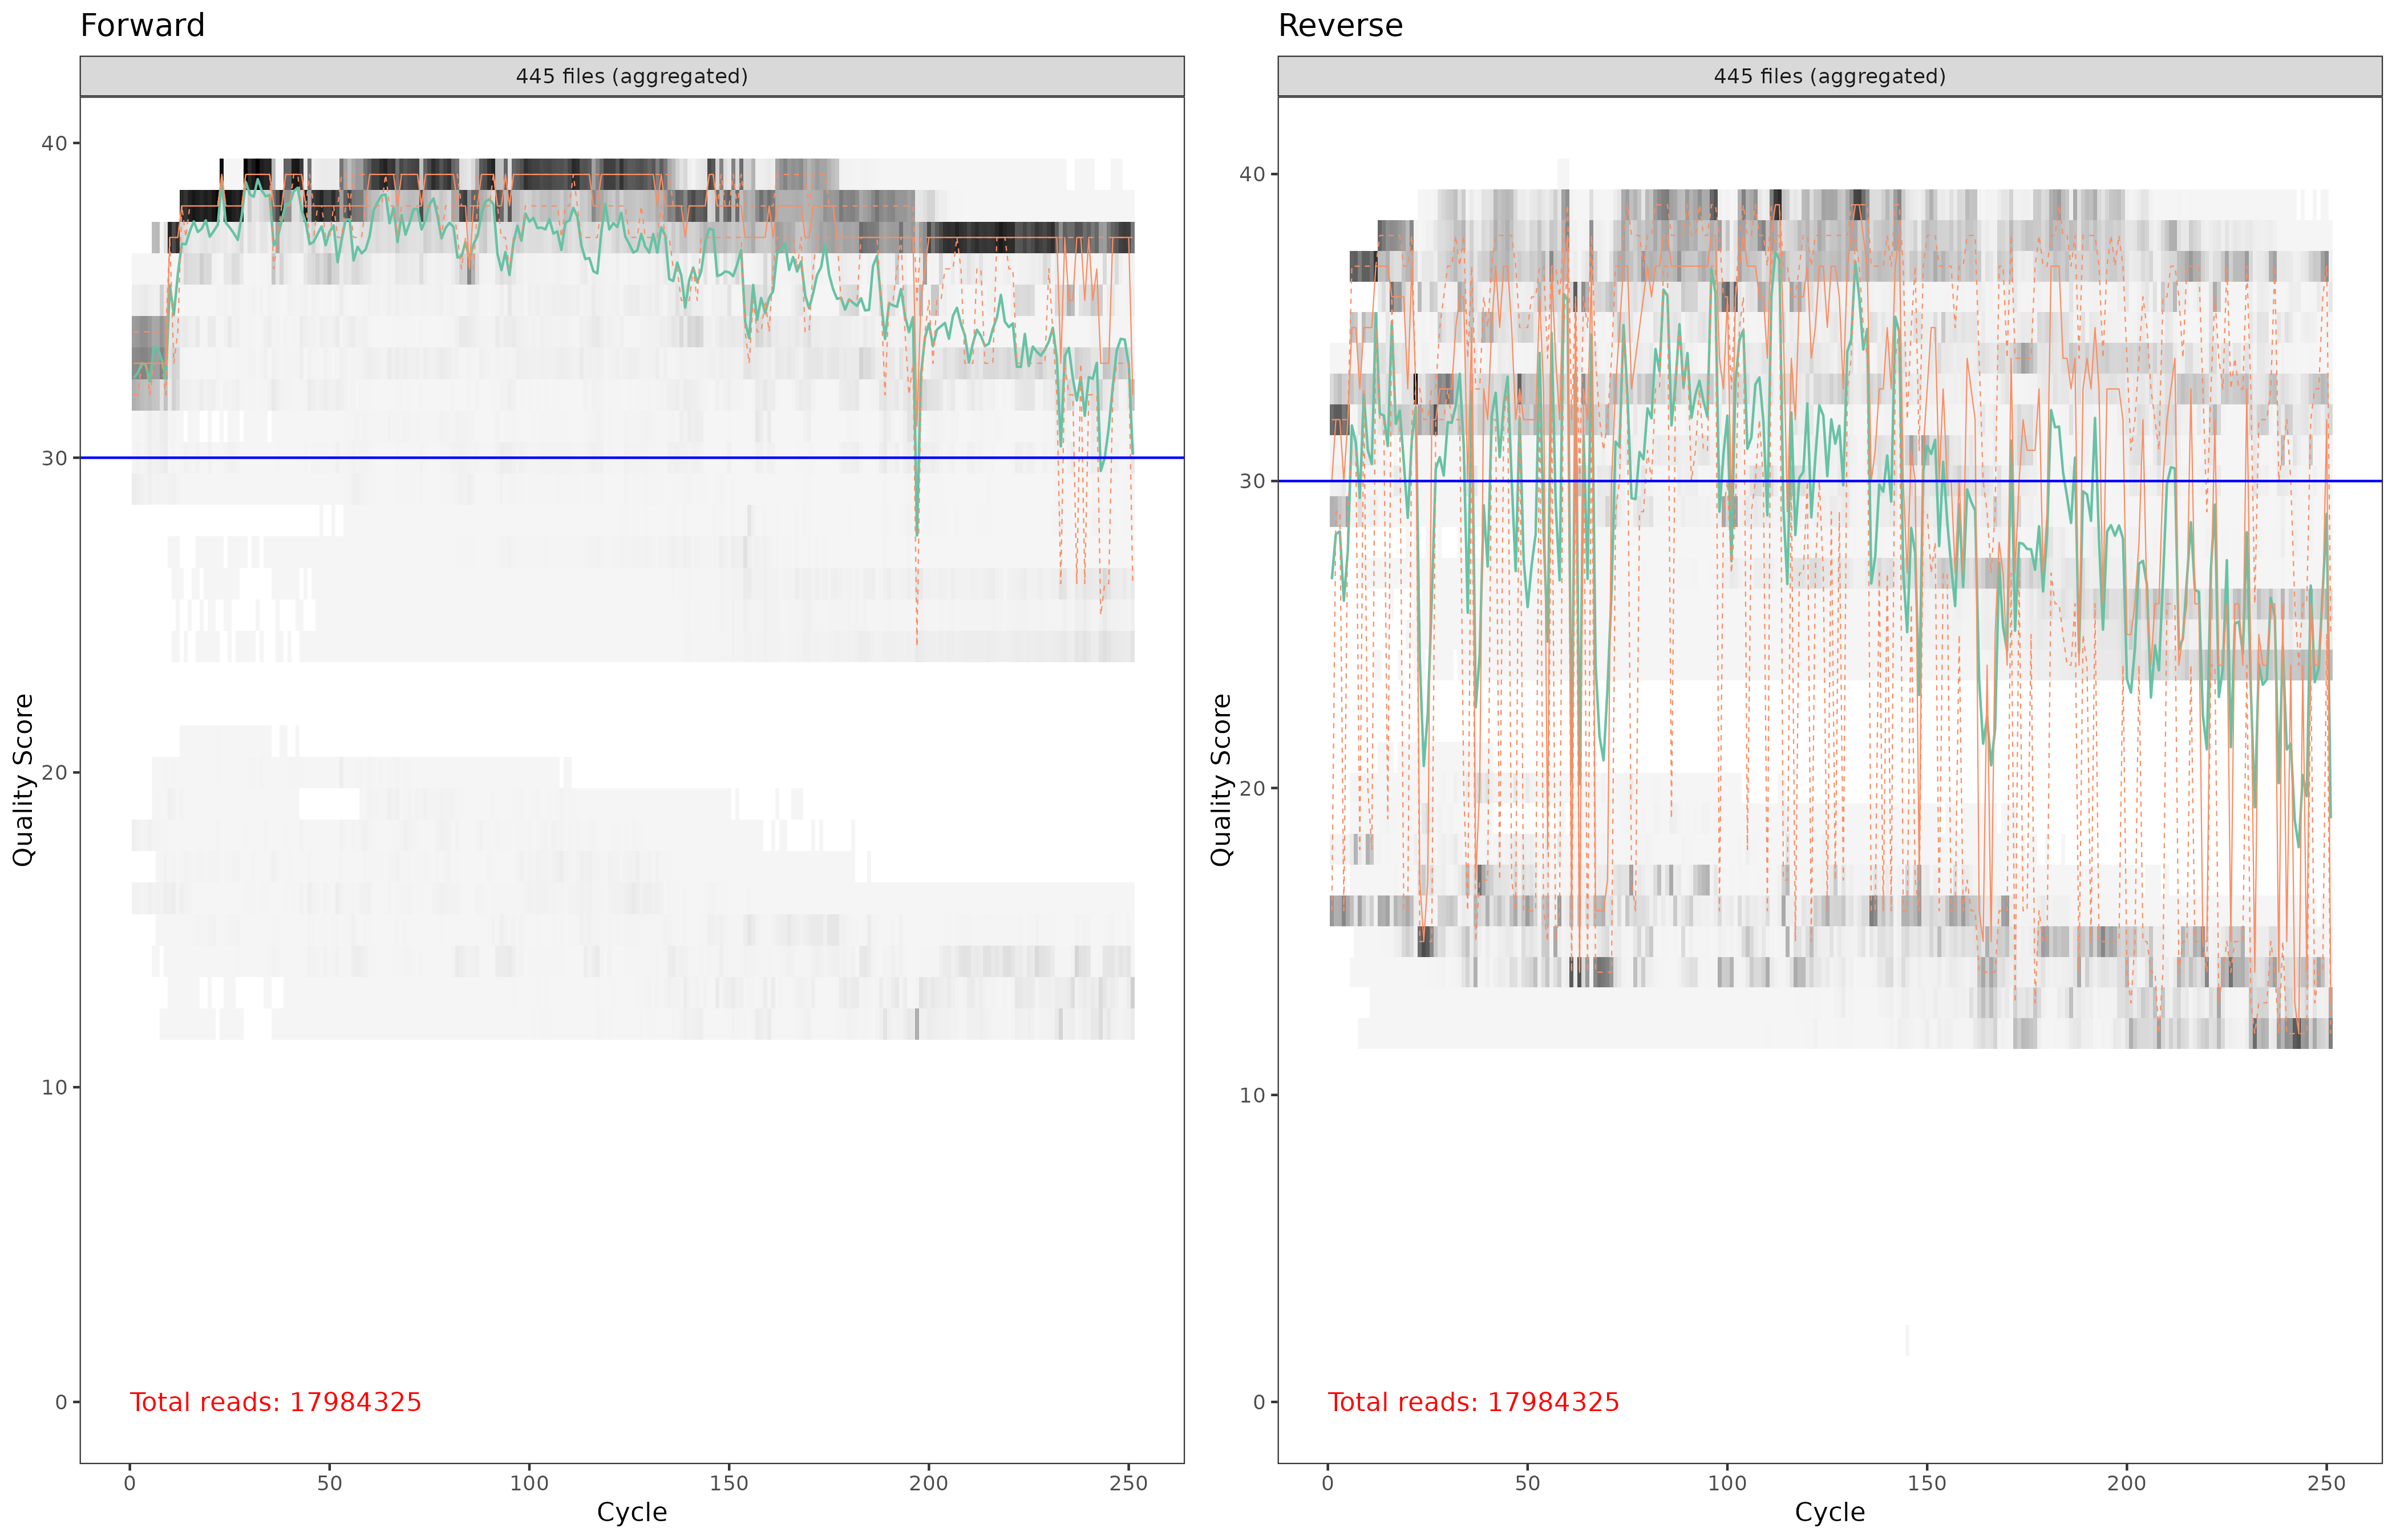 Forward
445 files (aggregated)
40
30
20
10
0
Quality Score
Total reads: 17984325
0 50 100 150 200 250
Cycle
Reverse
445 files (aggregated)
40
30
20
10
0
Quality Score
Total reads: 17984325
0 50 100 150 200 250
Cycle